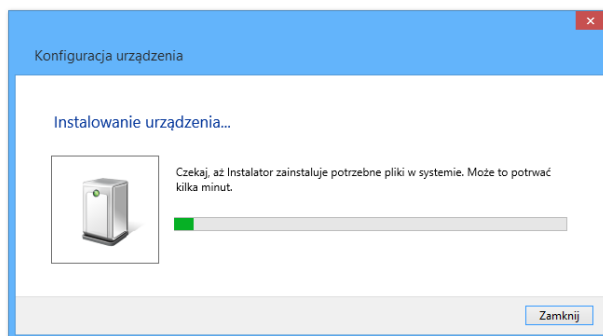 Konfiguracja urządzenia
Instalowanie urządzenia...
Czekaj, aż Instalator zainstaluje potrzebne pliki w systemie. Może to potrwać
kilka minut.
Zamknij